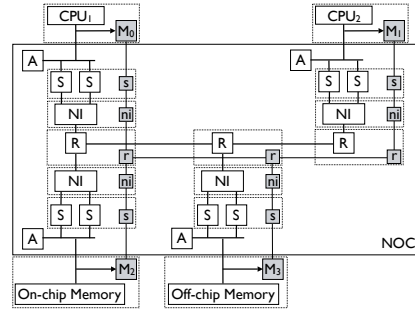 CPU₁ M₀ CPU₂ M₁
A A
S S s S S s
NI ni NI ni
R R R
r r r
NI ni NI ni
S S s S S s
A A NOC
M₂ M₃
On-chip Memory Off-chip Memory